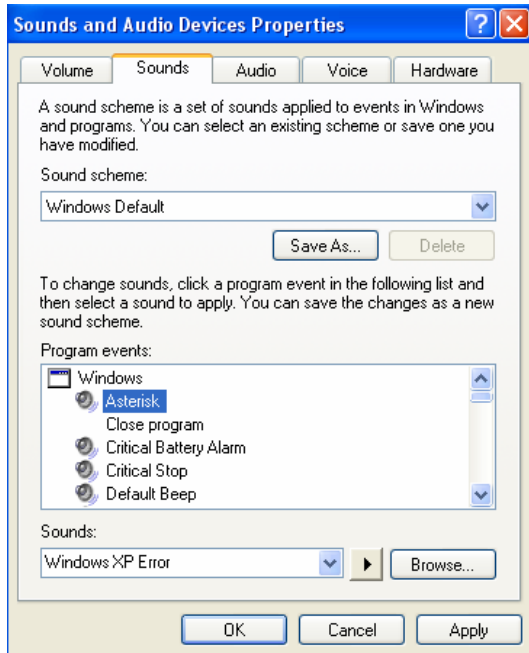 Sounds and Audio Devices Properties
Volume Sounds Audio Voice Hardware
A sound scheme is a set of sounds applied to events in Windows
and programs. You can select an existing scheme or save one you
have modified.
Sound scheme:
Windows Default
Save As... Delete
To change sounds, click a program event in the following list and
then select a sound to apply. You can save the changes as a new
sound scheme.
Program events:
Windows
Asterisk
Close program
Critical Battery Alarm
Critical Stop
Default Beep
Sounds:
Windows XP Error Browse...
OK Cancel Apply